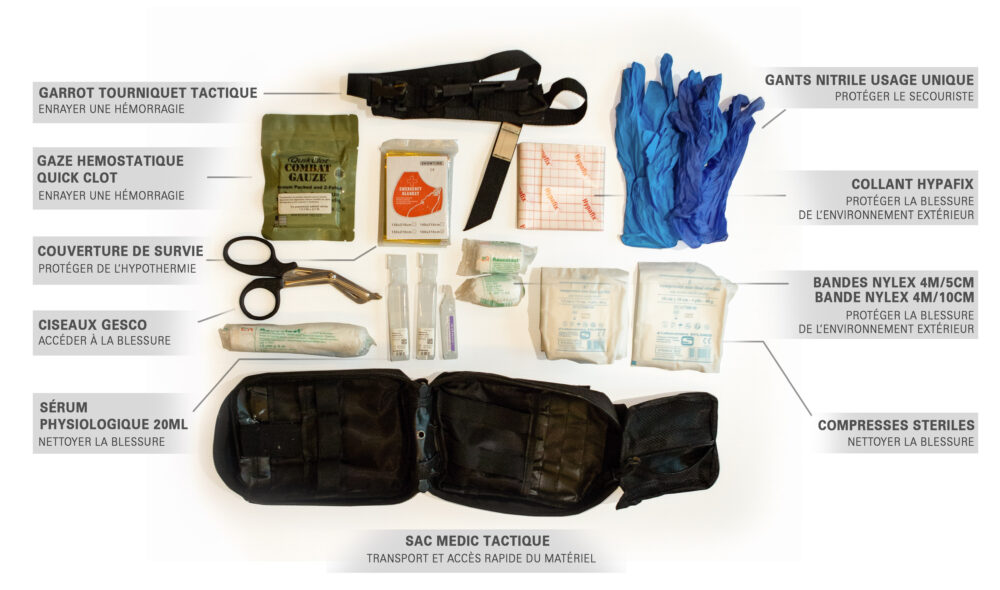 GARROT TOURNIQUET TACTIQUE
ENRAYER UNE HÉMORRAGIE
GAZE HEMOSTATIQUE
QUICK CLOT
ENRAYER UNE HÉMORRAGIE
COUVERTURE DE SURVIE
PROTÉGER DE L'HYPOTHERMIE
CISEAUX GESCO
ACCÉDER À LA BLESSURE
SÉRUM
PHYSIOLOGIQUE 20ML
NETTOYER LA BLESSURE
QuikClot
COMBAT
GAUZE
EMERGENCY
BLANKET
Hypafix
Hypafix
Hypafix
GANTS NITRILE USAGE UNIQUE
PROTÉGER LE SECOURISTE
COLLANT HYPAFIX
PROTÉGER LA BLESSURE
DE L'ENVIRONNEMENT EXTÉRIEUR
BANDES NYLEX 4M/5CM
BANDE NYLEX 4M/10CM
PROTÉGER LA BLESSURE
DE L'ENVIRONNEMENT EXTÉRIEUR
COMPRESSES STERILES
NETTOYER LA BLESSURE
SAC MEDIC TACTIQUE
TRANSPORT ET ACCÈS RAPIDE DU MATÉRIEL